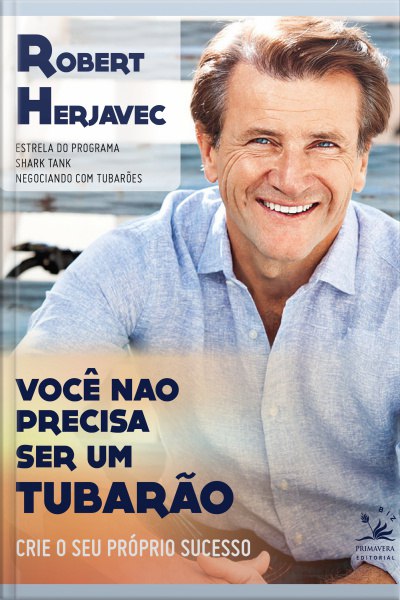 ROBERT
HERJAVEC
ESTRELA DO PROGRAMA
SHARK TANK
NEGOCIANDO COM TUBARÕES
VOCÊ NAO
PRECISA
SER UM
TUBARÃO
CRIE O SEU PRÓPRIO SUCESSO
BIZ
PRIMAVERA
EDITORIAL